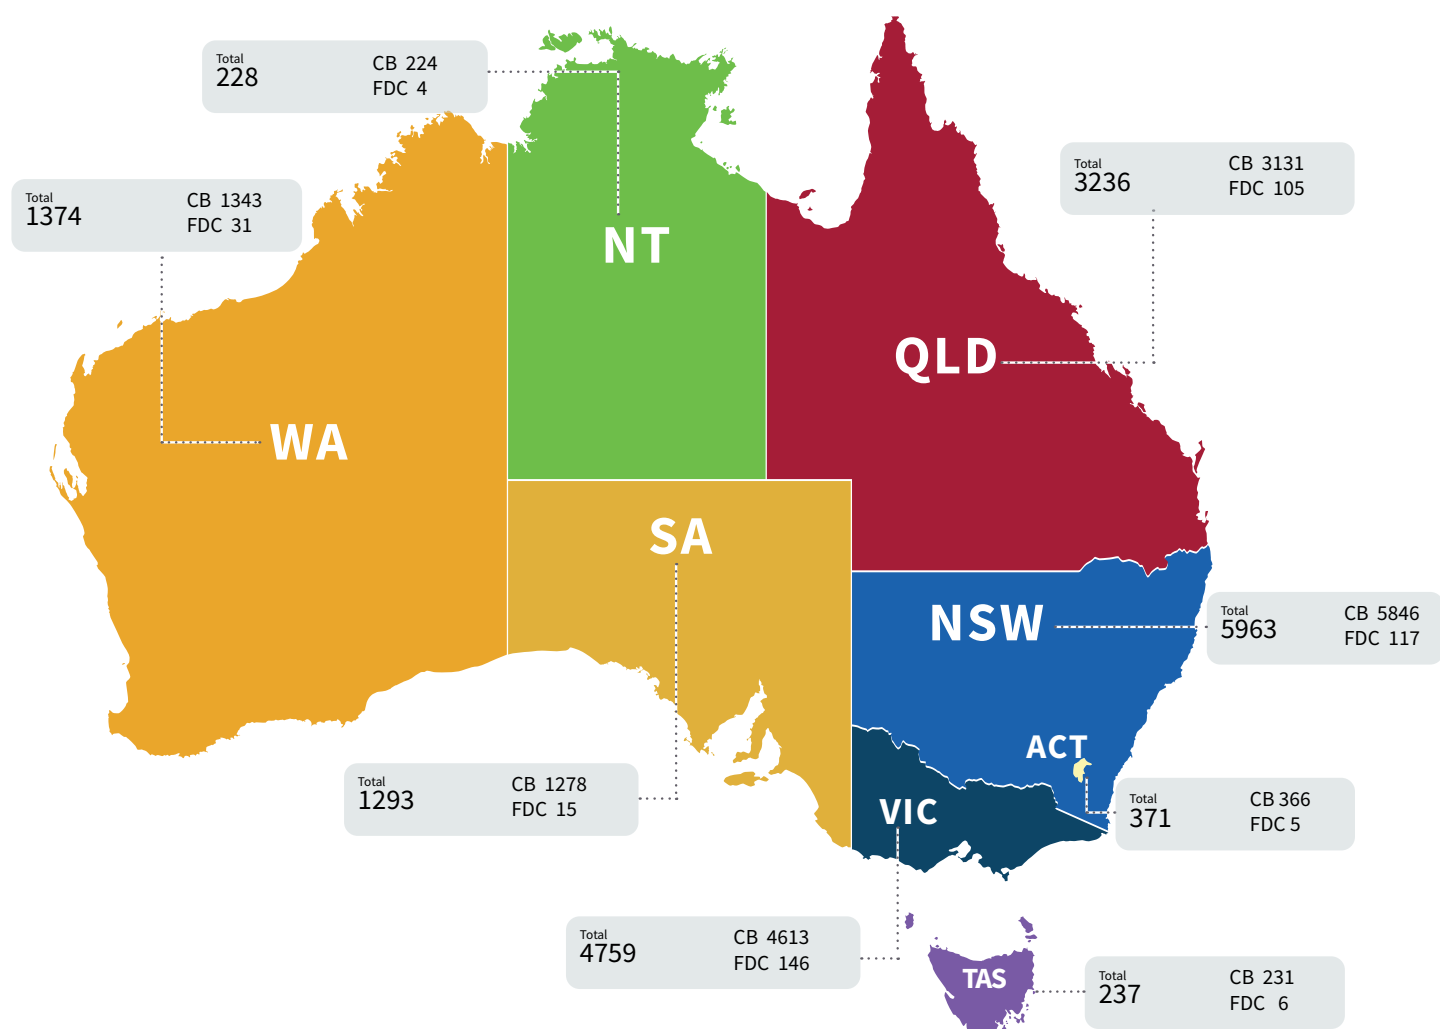 Total
228
CB 224
FDC 4
Total
1374
CB 1343
FDC 31
Total
3236
CB 3131
FDC 105
NT
QLD
WA
SA
NSW
Total
5963
CB 5846
FDC 117
ACT
Total
1293
CB 1278
FDC 15
VIC
Total
371
CB 366
FDC 5
Total
4759
CB 4613
FDC 146
TAS
Total
237
CB 231
FDC 6